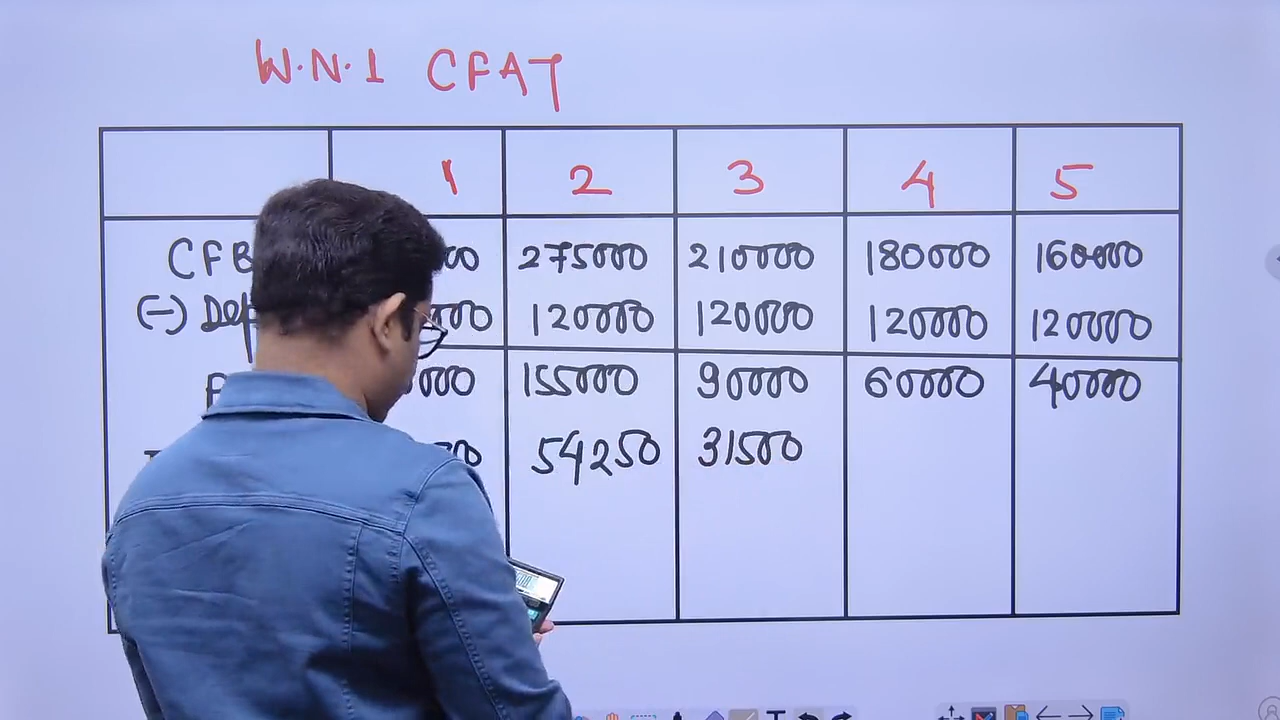 W.N.1 CFAT
1 2 3 4 5
CFB 275000 210000 180000 160000
(-) Dep 120000 120000 120000 120000
155000 90000 60000 40000
54250 31500